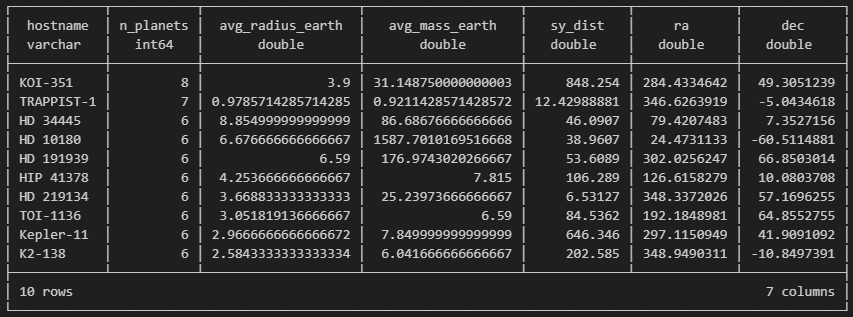 hostname n_planets avg_radius_earth avg_mass_earth sy_dist ra dec
varchar int64 double double double double double
KOI-351 8 3.9 31.148750000000003 848.254 284.4334642 49.3051239
TRAPPIST-1 7 0.9785714285714285 0.9211428571428572 12.42988881 346.6263919 -5.0434618
HD 34445 6 8.854999999999999 86.68676666666666 46.0907 79.4207483 7.3527156
HD 10180 6 6.676666666666667 1587.7010169516668 38.9607 24.4731133 -60.5114881
HD 191939 6 6.59 176.9743020266667 53.6089 302.0256247 66.8503014
HIP 41378 6 4.253666666666667 7.815 106.289 126.6158279 10.0803708
HD 219134 6 3.668833333333333 25.23973666666667 6.53127 348.3372026 57.1696255
TOI-1136 6 3.051819136666667 6.59 84.5362 192.1848981 64.8552755
Kepler-11 6 2.9666666666666672 7.849999999999999 646.346 297.1150949 41.9091092
K2-138 6 2.5843333333333334 6.041666666666667 202.585 348.9490311 -10.8497391
10 rows 7 columns